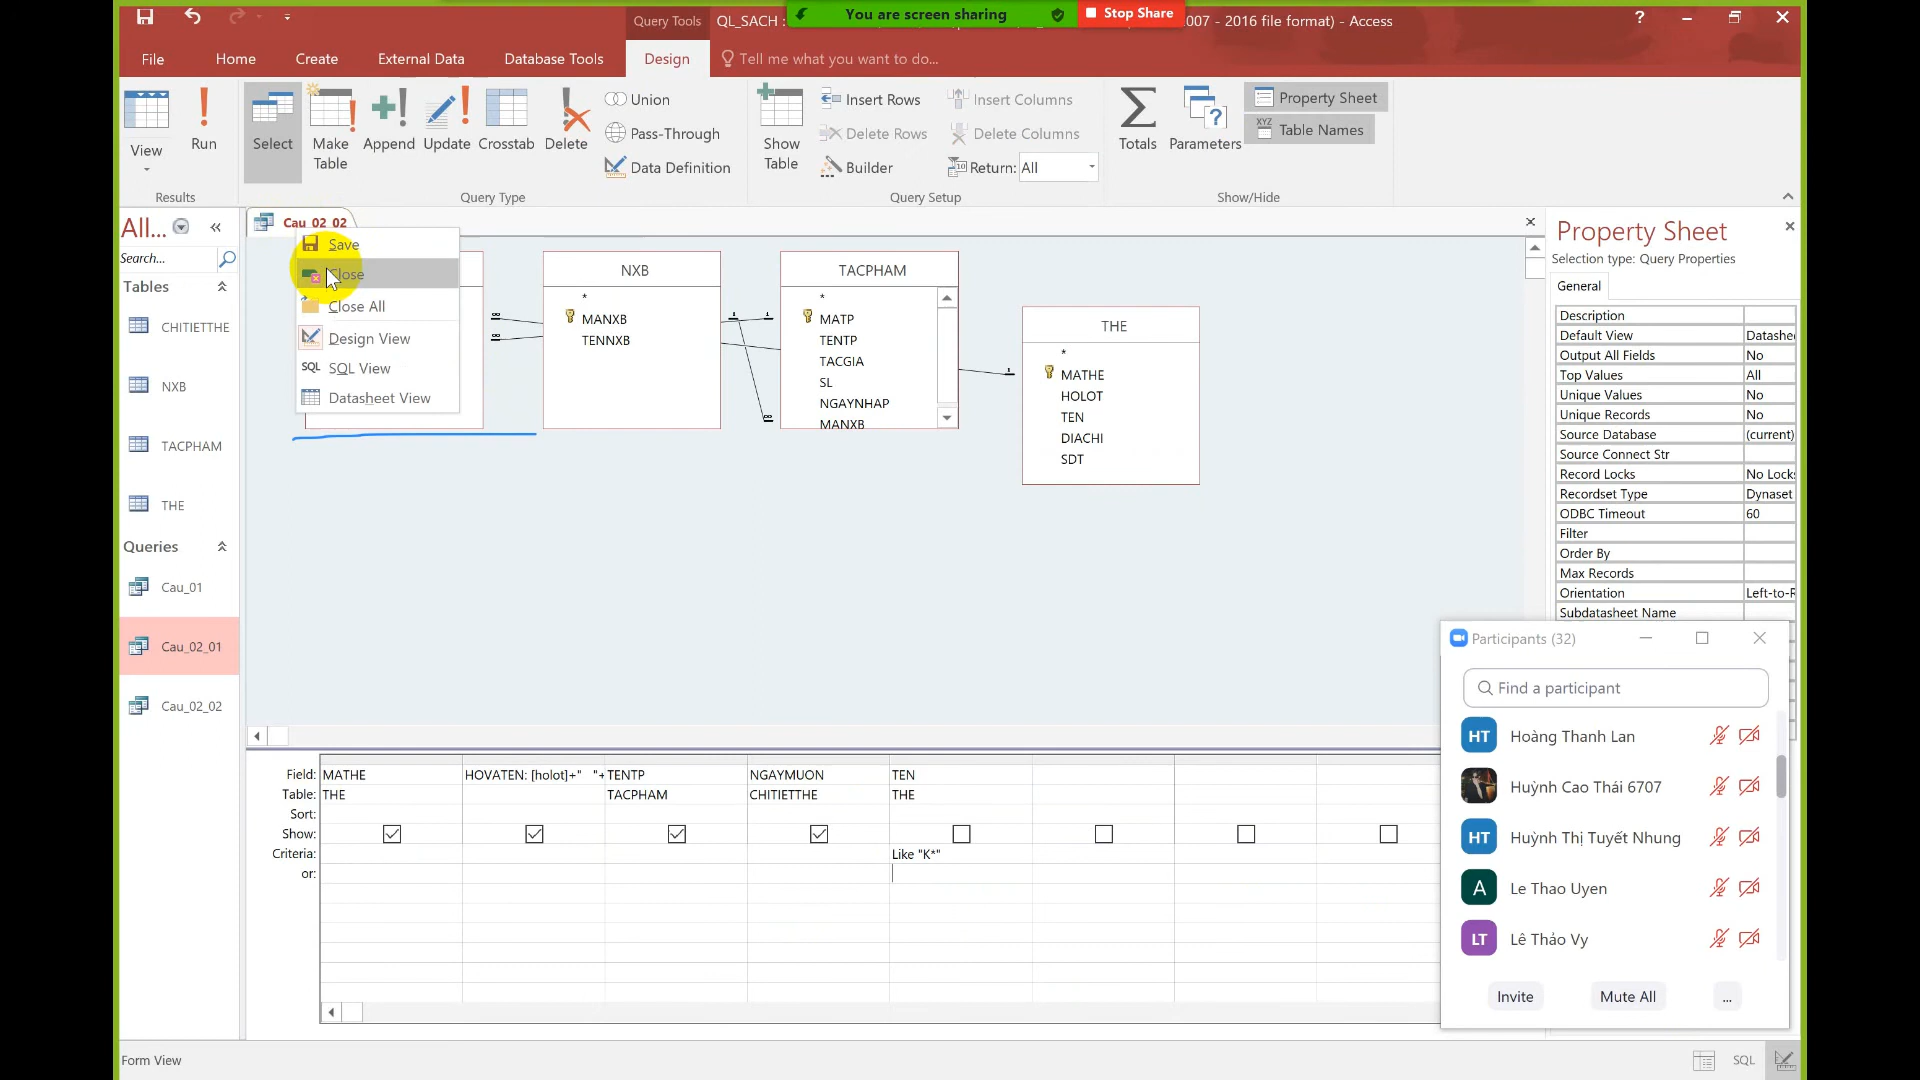 Query Tools
QL_SACH :
You are screen sharing
Stop Share
007 - 2016 file format) - Access
?
File
Home
Create
External Data
Database Tools
Design
Tell me what you want to do...
View
Run
Select
Make Table
Append
Update
Crosstab
Delete
Union
Pass-Through
Data Definition
Show Table
Insert Rows
Delete Rows
Builder
Insert Columns
Delete Columns
Return: All
Totals
Parameters
Property Sheet
XYZ Table Names
Results
Query Type
Query Setup
Show/Hide
All...
Search...
Tables
CHITIETTHE
NXB
TACPHAM
THE
Queries
Cau_01
Cau_02_01
Cau_02_02
Cau_02_02
Save
Close
Close All
Design View
SQL SQL View
Datasheet View
NXB
*
MANXB
TENNXB
TACPHAM
*
MATP
TENTP
TACGIA
SL
NGAYNHAP
MANXB
THE
*
MATHE
HOLOT
TEN
DIACHI
SDT
Property Sheet
Selection type: Query Properties
General
Description
Default View Datashe
Output All Fields No
Top Values All
Unique Values No
Unique Records No
Source Database (current)
Source Connect Str
Record Locks No Locks
Recordset Type Dynaset
ODBC Timeout 60
Filter
Order By
Max Records
Orientation Left-to-R
Subdatasheet Name
Participants (32)
Find a participant
HT Hoàng Thanh Lan
Huỳnh Cao Thái 6707
HT Huỳnh Thị Tuyết Nhung
A Le Thao Uyen
LT Lê Thảo Vy
Invite
Mute All
...
Field: MATHE HOVATEN: [holot]+" "+ TENTP NGAYMUON TEN
Table: THE TACPHAM CHITIETTHE THE
Sort:
Show:
Criteria: Like "K*"
or:
Form View
SQL